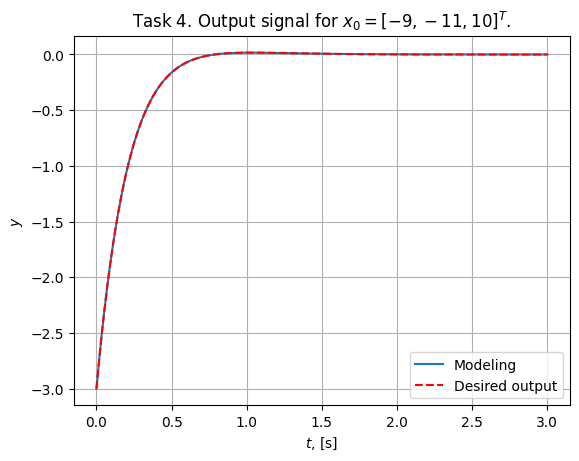 Task 4. Output signal for x₀ = [−9, −11, 10]ᵀ.
0.0
−0.5
−1.0
−1.5
−2.0
−2.5
−3.0
y
Modeling
Desired output
0.0 0.5 1.0 1.5 2.0 2.5 3.0
t, [s]